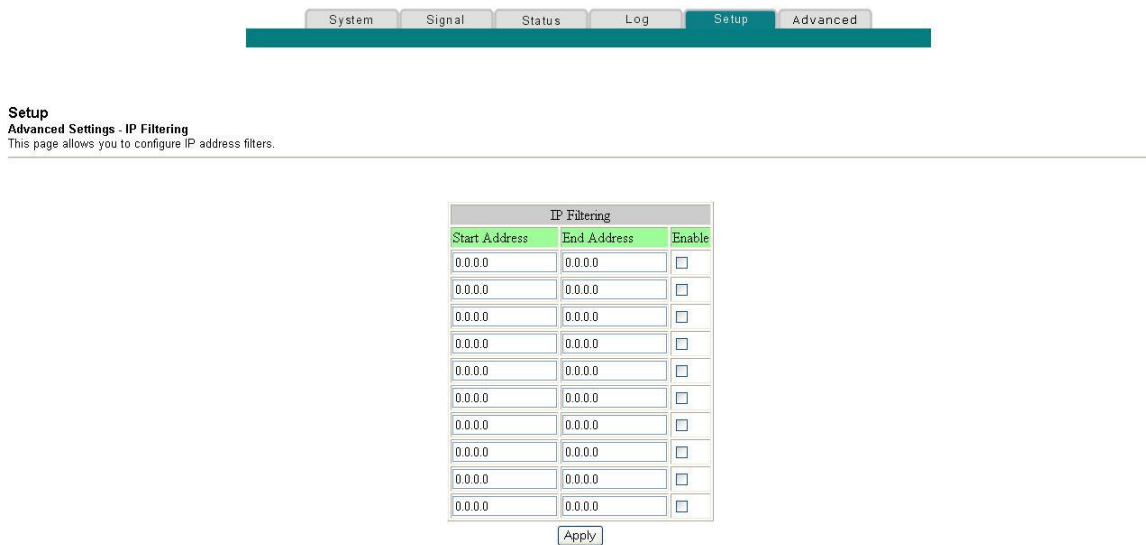 System Signal Status Log Setup Advanced
Setup
Advanced Settings - IP Filtering
This page allows you to configure IP address filters.
IP Filtering
Start Address End Address Enable
0.0.0.0 0.0.0.0
0.0.0.0 0.0.0.0
0.0.0.0 0.0.0.0
0.0.0.0 0.0.0.0
0.0.0.0 0.0.0.0
0.0.0.0 0.0.0.0
0.0.0.0 0.0.0.0
0.0.0.0 0.0.0.0
0.0.0.0 0.0.0.0
0.0.0.0 0.0.0.0
Apply